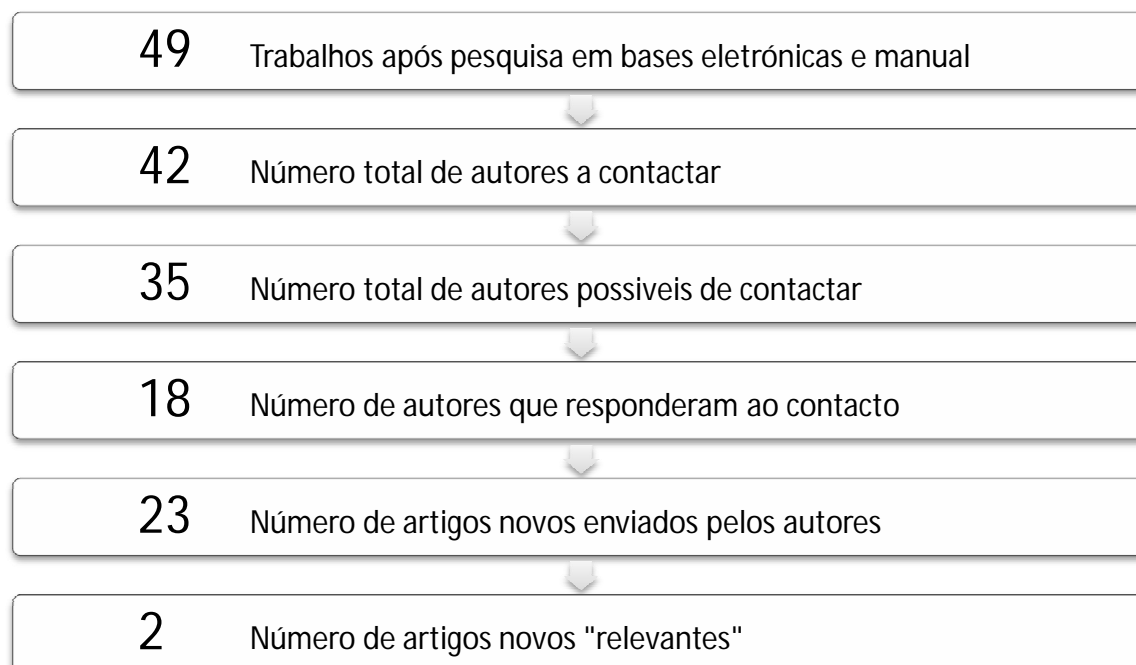 49 Trabalhos após pesquisa em bases eletrónicas e manual
42 Número total de autores a contactar
35 Número total de autores possiveis de contactar
18 Número de autores que responderam ao contacto
23 Número de artigos novos enviados pelos autores
2 Número de artigos novos "relevantes"